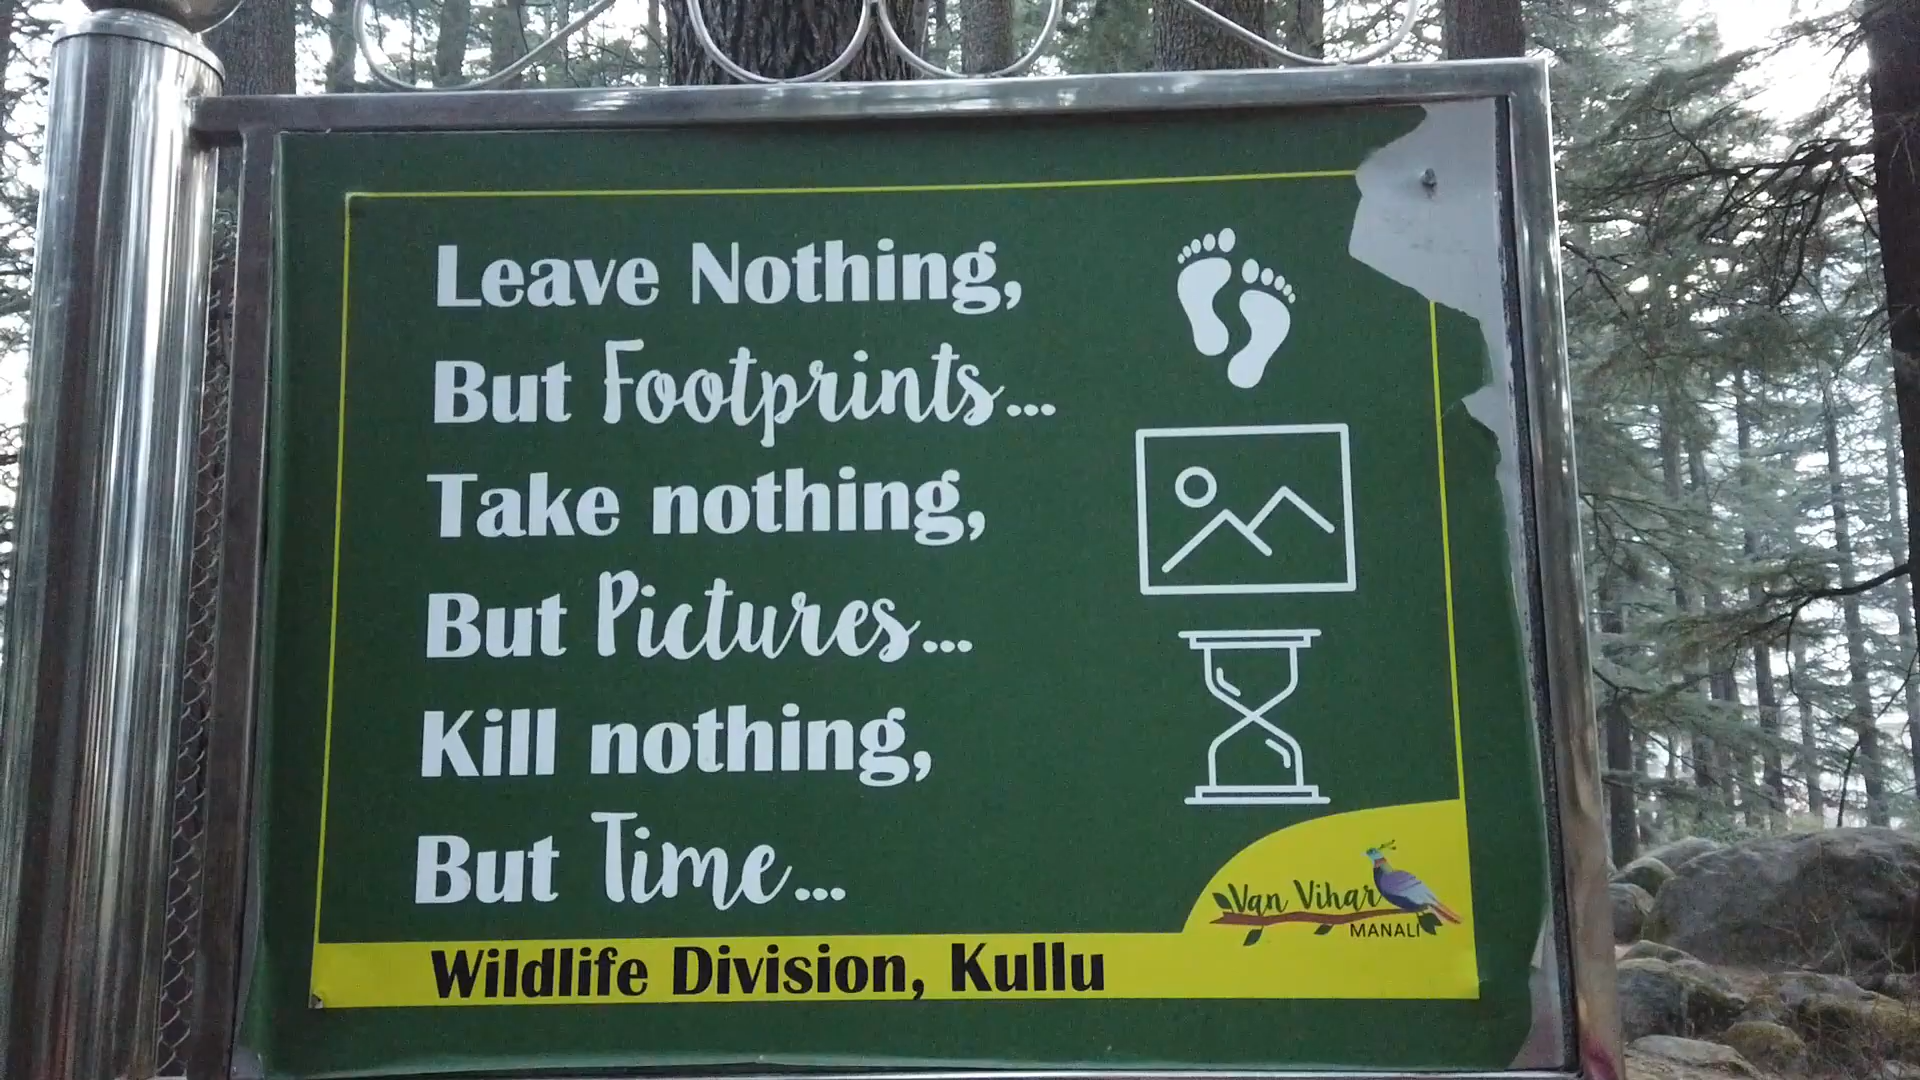 Leave Nothing,
But Footprints...
Take nothing,
But Pictures...
Kill nothing,
But Time...
Van Vihar
MANALI
Wildlife Division, Kullu